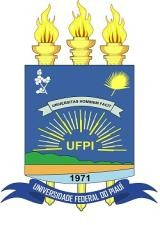 UNIVERSITAS HOMINEM FACIT
UFPI
1971
UNIVERSIDADE FEDERAL DO PIAUÍ